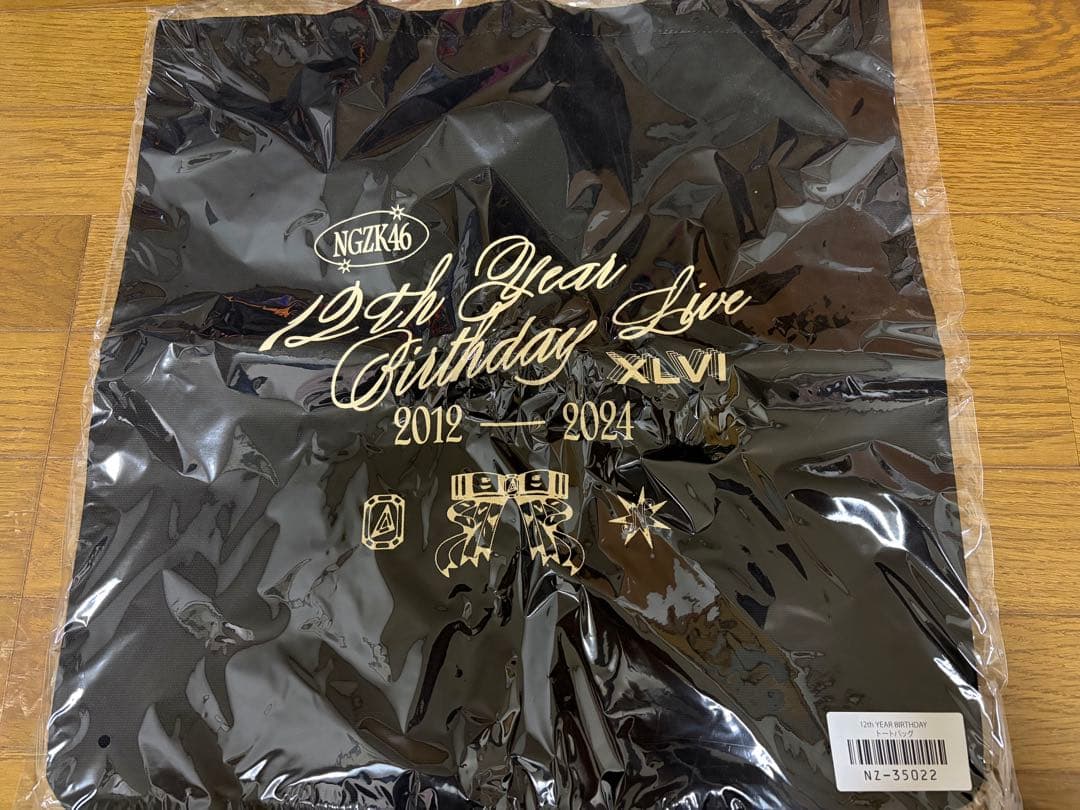 NGZK46
12th Year
Birthday Live
XLVI
2012 — 2024
12th YEAR BIRTHDAY
トートバッグ
NZ-35022